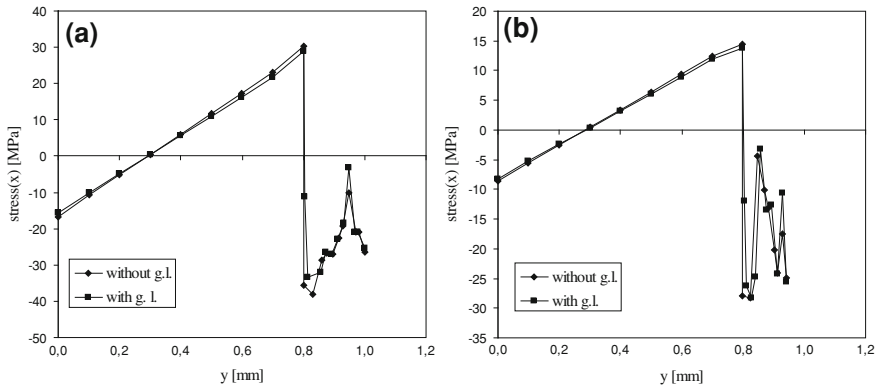 (a)
stress(x) [MPa]
40
30
20
10
0
-10
-20
-30
-40
-50
0,0 0,2 0,4 0,6 0,8 1,0 1,2
y [mm]
without g.l.
with g. l.
(b)
stress(x) [MPa]
20
15
10
5
0
-5
-10
-15
-20
-25
-30
-35
0,0 0,2 0,4 0,6 0,8 1,0 1,2
y [mm]
without g.l.
with g.l.